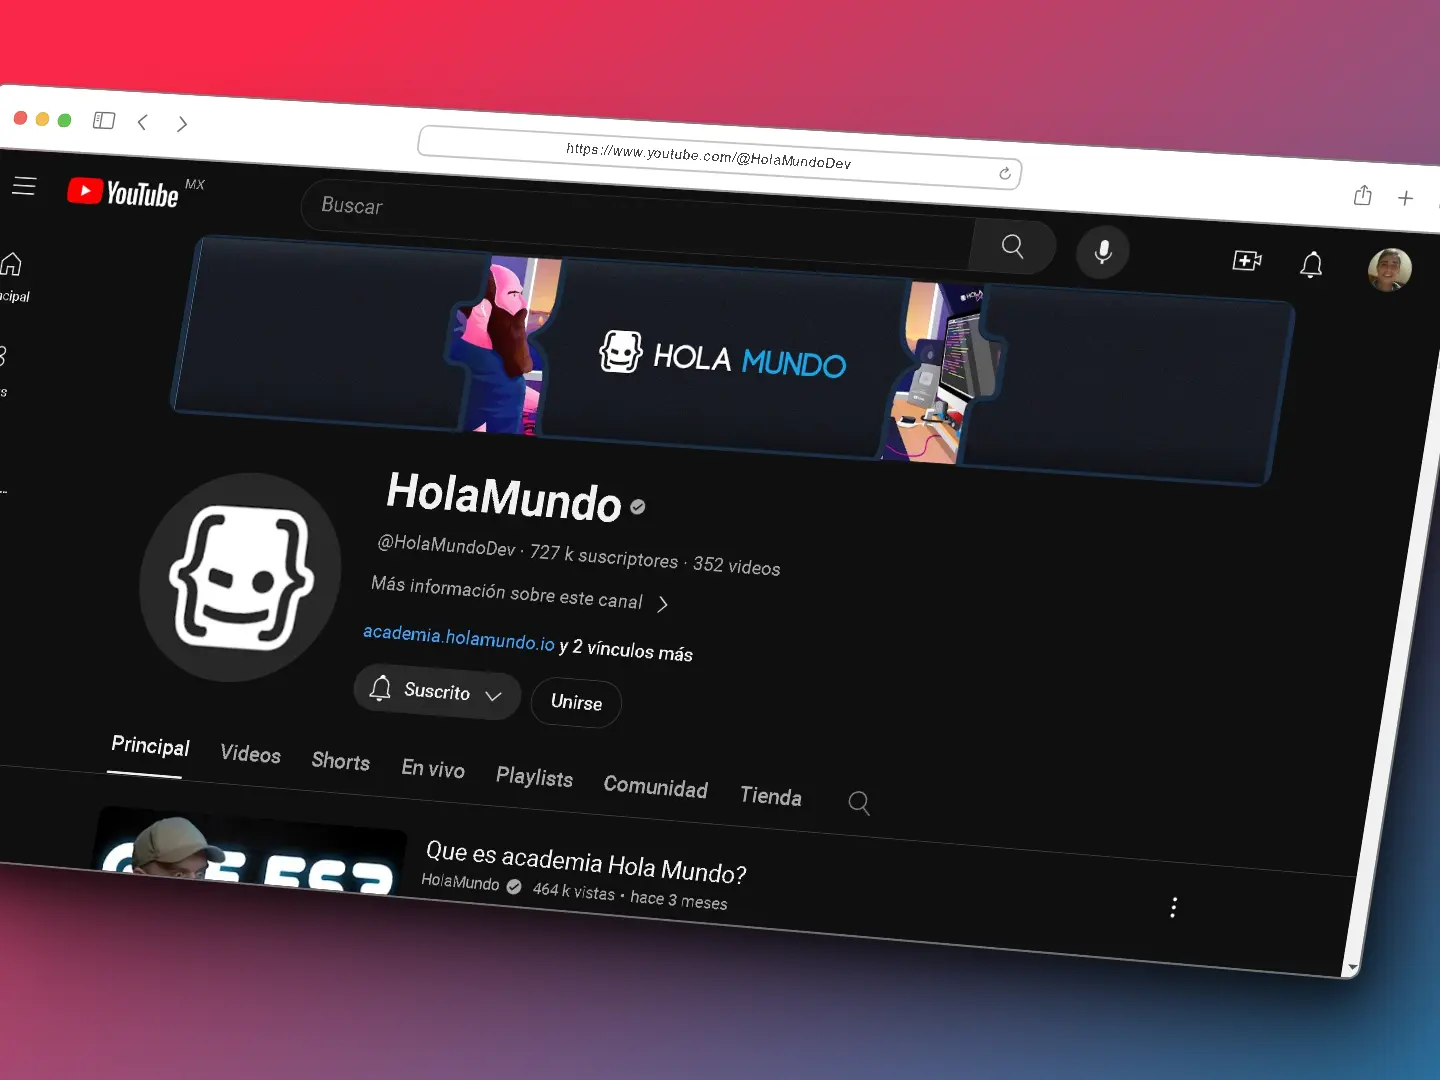 https://www.youtube.com/@HolaMundoDev
YouTube MX
Buscar
cipal
HOLA MUNDO
HolaMundo
@HolaMundoDev · 727 k suscriptores · 352 videos
Más información sobre este canal
academia.holamundo.io y 2 vínculos más
Suscrito
Unirse
Principal
Videos
Shorts
En vivo
Playlists
Comunidad
Tienda
Que es academia Hola Mundo?
HolaMundo 464 k vistas • hace 3 meses